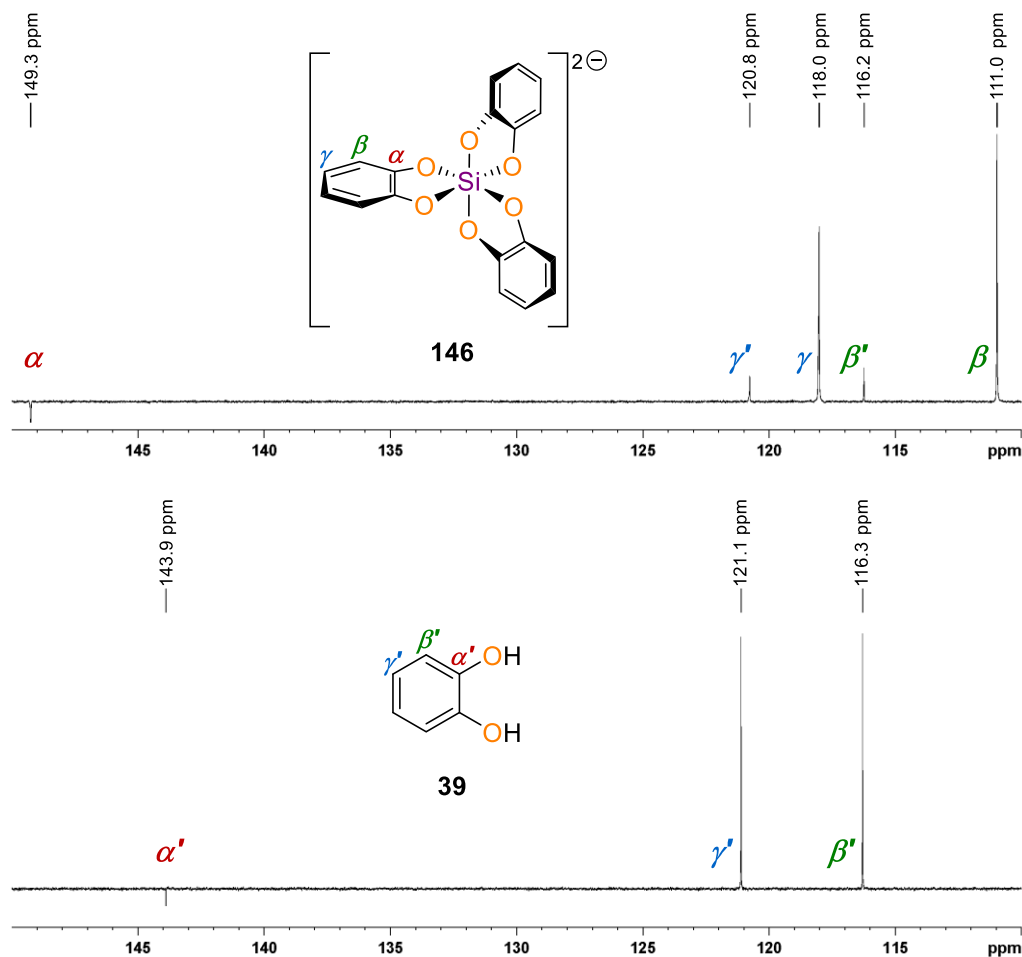 149.3 ppm
120.8 ppm
118.0 ppm
116.2 ppm
111.0 ppm
2⊖
γ β α O O O O O O Si
146
α γ' γ β' β
145 140 135 130 125 120 115 ppm
143.9 ppm
121.1 ppm
116.3 ppm
γ' β' α' OH
OH
39
α' γ' β'
145 140 135 130 125 120 115 ppm